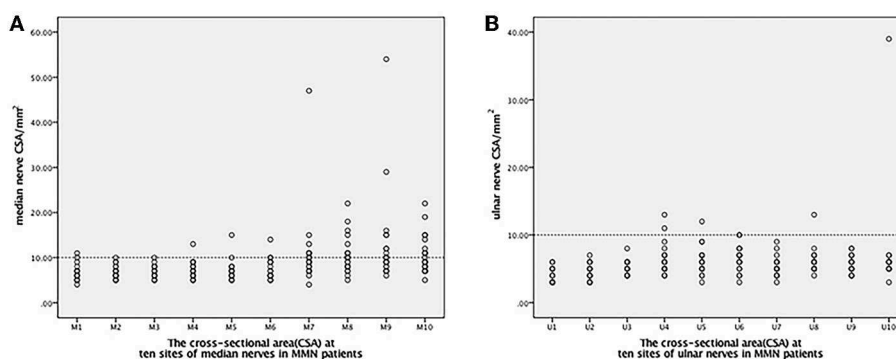 A
median nerve CSA/mm²
60.00
50.00
40.00
30.00
20.00
10.00
.00
M1 M2 M3 M4 M5 M6 M7 M8 M9 M10
The cross-sectional area(CSA) at
ten sites of median nerves in MMN patients
B
ulnar nerve CSA/mm²
40.00
30.00
20.00
10.00
.00
U1 U2 U3 U4 U5 U6 U7 U8 U9 U10
The cross-sectional area(CSA) at
ten sites of ulnar nerves in MMN patients